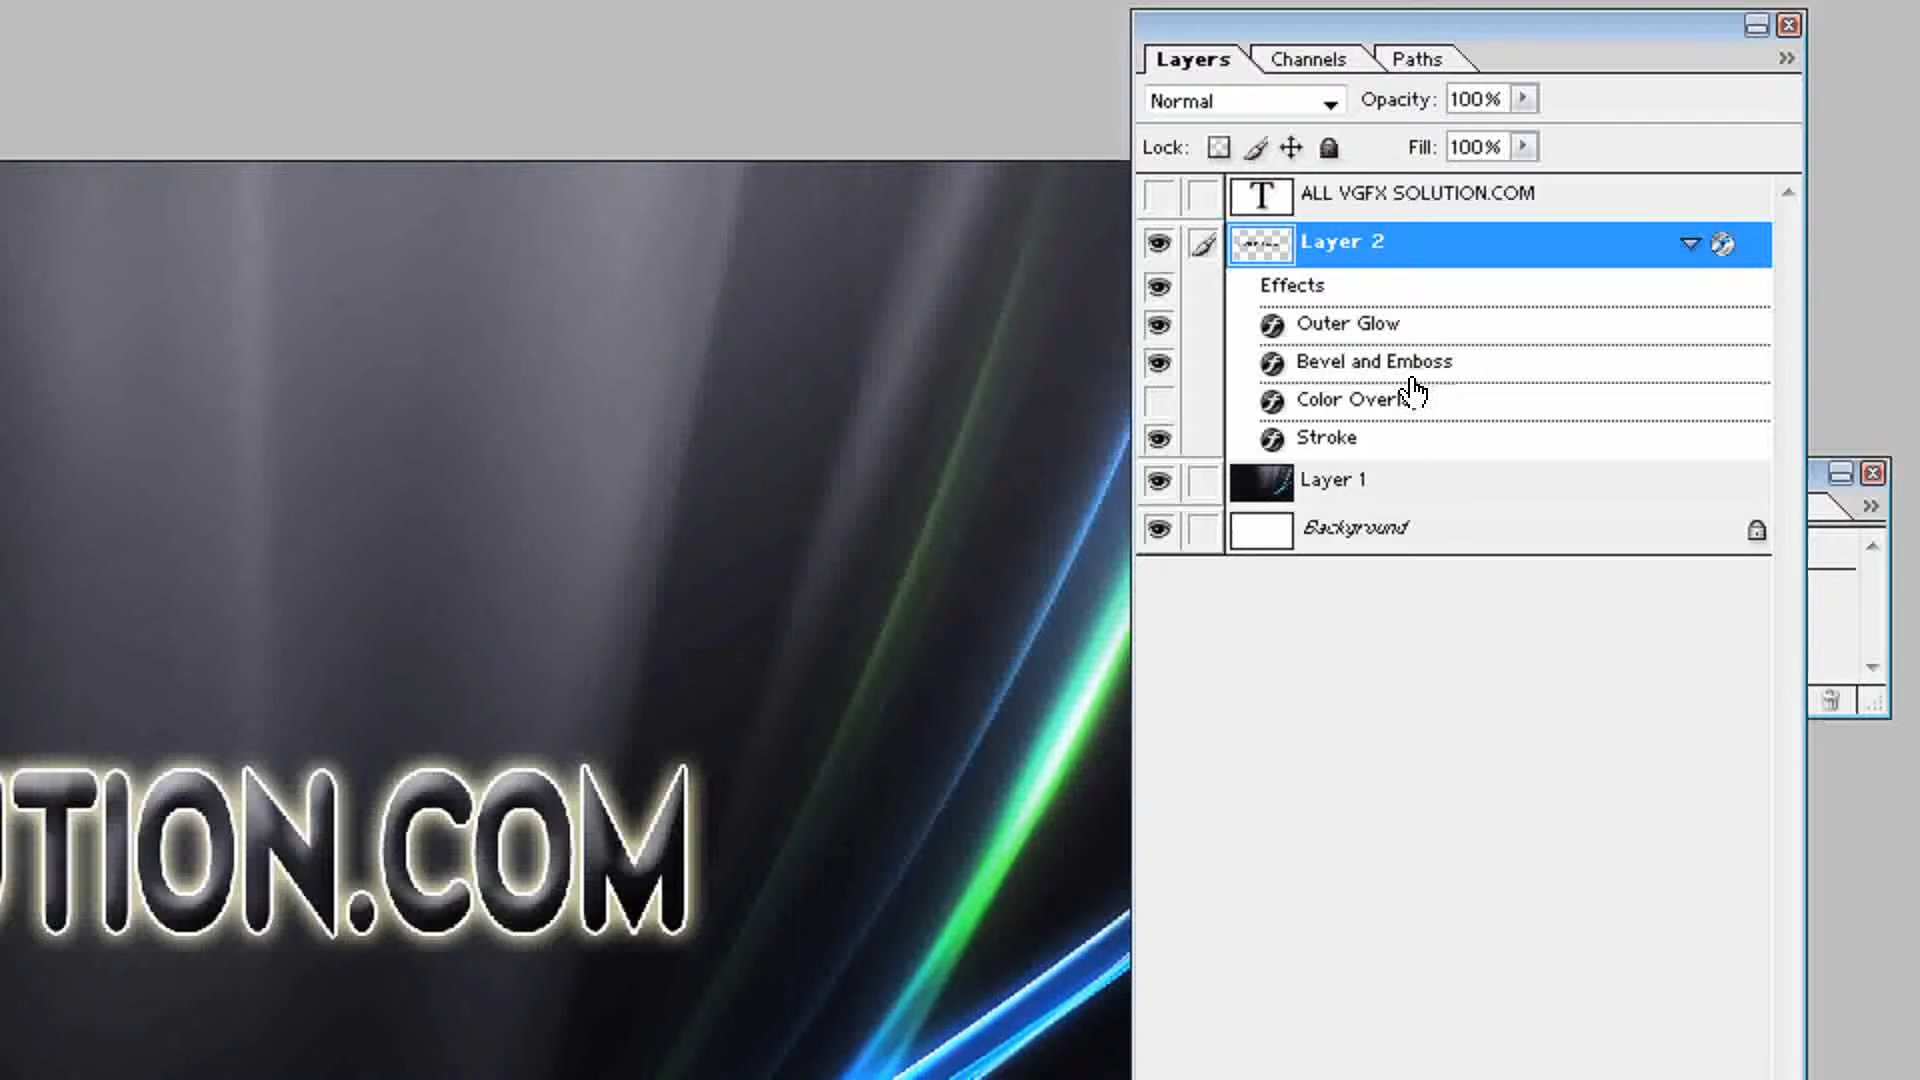 Layers Channels Paths
Normal Opacity: 100%
Lock: Fill: 100%
T ALL VGFX SOLUTION.COM
Layer 2
Effects
Outer Glow
Bevel and Emboss
Color Overl
Stroke
Layer 1
Background
UTION.COM